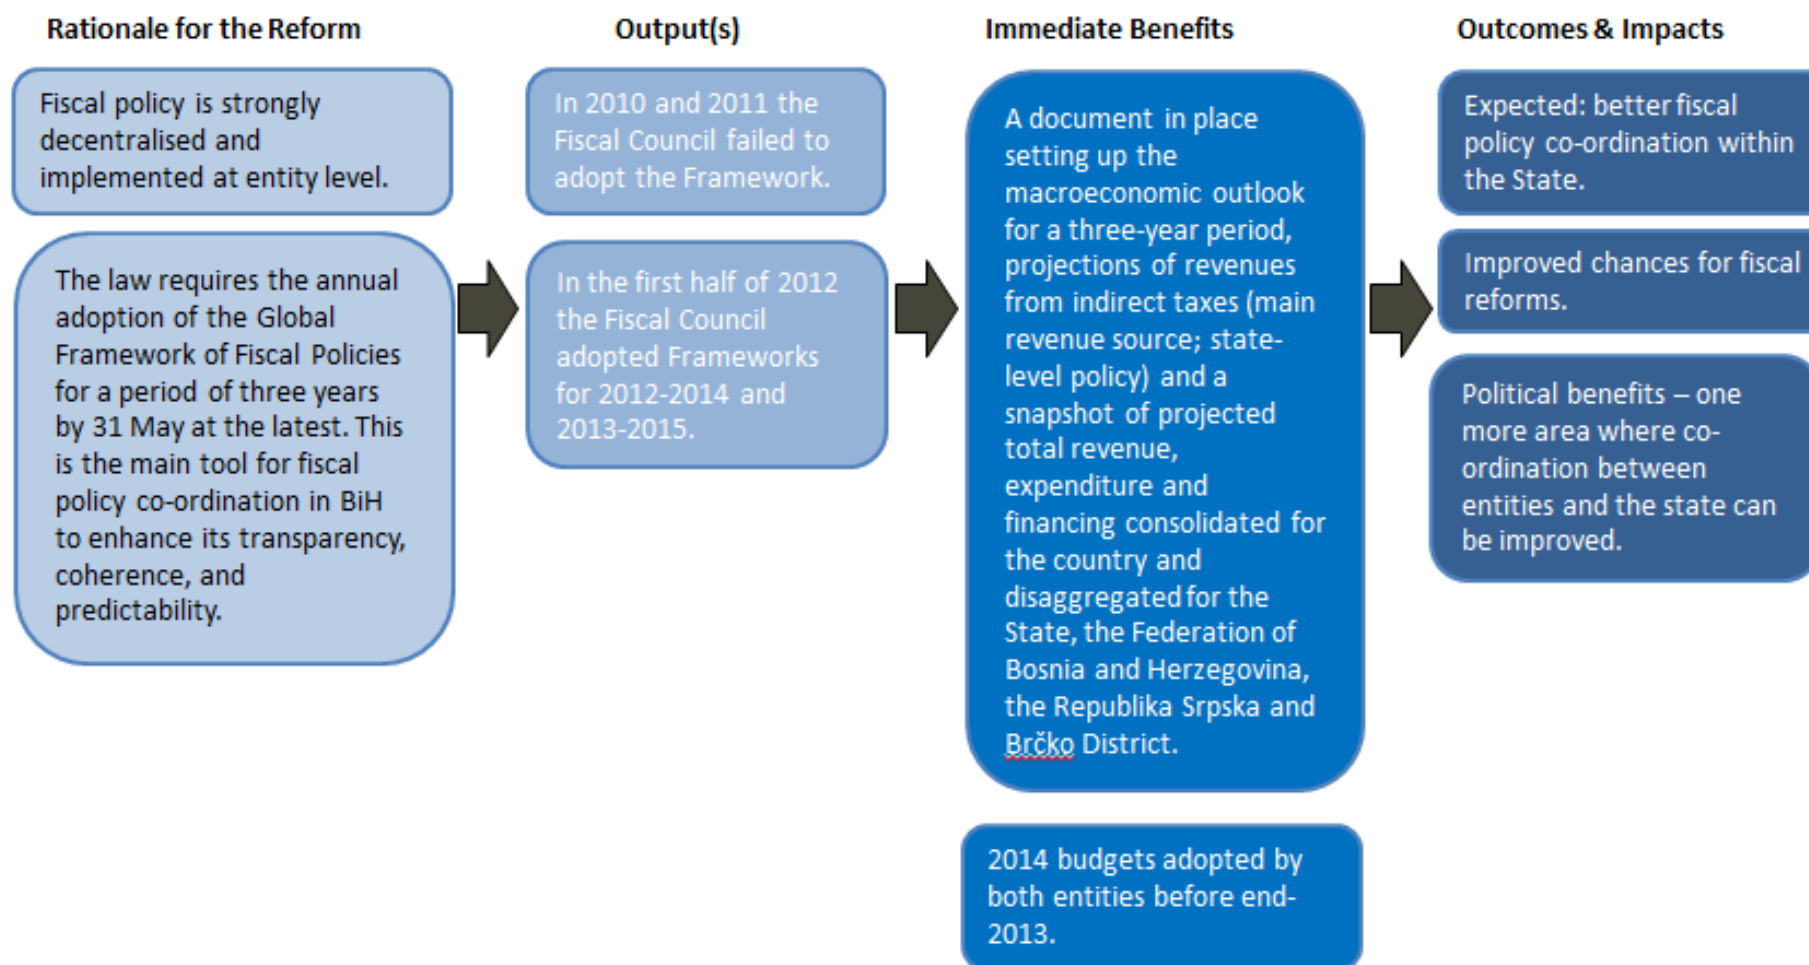 Rationale for the Reform
Fiscal policy is strongly
decentralised and
implemented at entity level.
The law requires the annual
adoption of the Global
Framework of Fiscal Policies
for a period of three years
by 31 May at the latest. This
is the main tool for fiscal
policy co-ordination in BiH
to enhance its transparency,
coherence, and
predictability.
Output(s)
In 2010 and 2011 the
Fiscal Council failed to
adopt the Framework.
In the first half of 2012
the Fiscal Council
adopted Frameworks
for 2012-2014 and
2013-2015.
Immediate Benefits
A document in place
setting up the
macroeconomic outlook
for a three-year period,
projections of revenues
from indirect taxes (main
revenue source; state-
level policy) and a
snapshot of projected
total revenue,
expenditure and
financing consolidated for
the country and
disaggregated for the
State, the Federation of
Bosnia and Herzegovina,
the Republika Srpska and
Brčko District.
2014 budgets adopted by
both entities before end-
2013.
Outcomes & Impacts
Expected: better fiscal
policy co-ordination within
the State.
Improved chances for fiscal
reforms.
Political benefits – one
more area where co-
ordination between
entities and the state can
be improved.